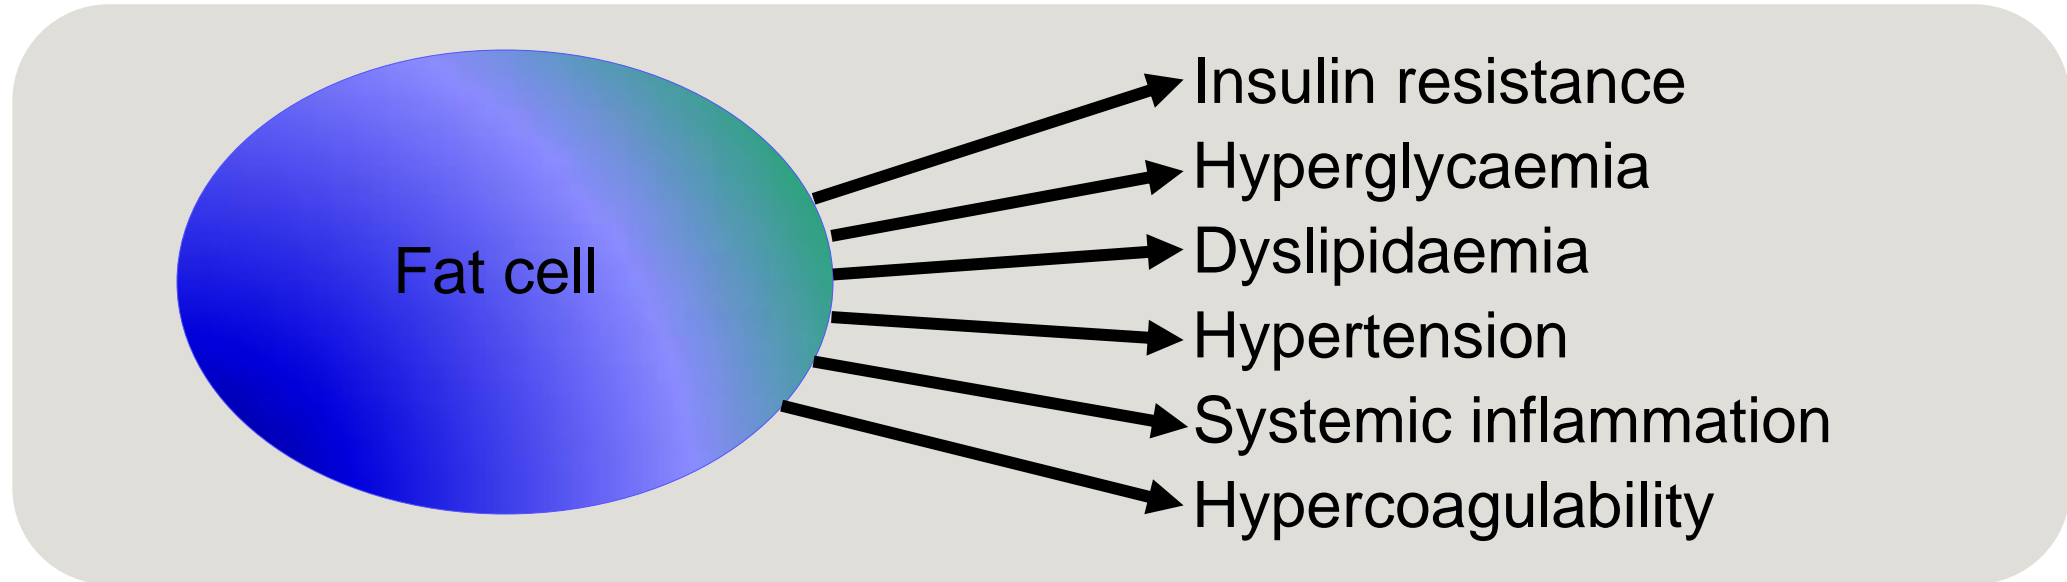 Fat cell
Insulin resistance
Hyperglycaemia
Dyslipidaemia
Hypertension
Systemic inflammation
Hypercoagulability